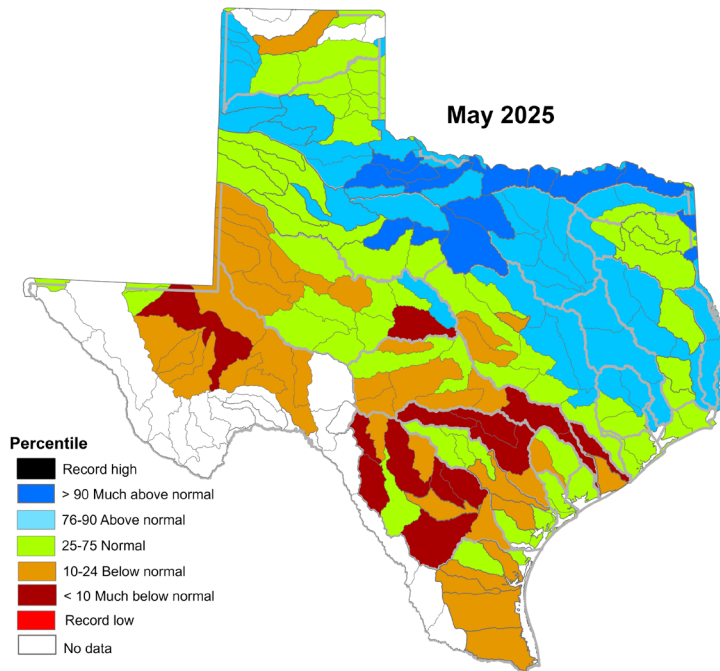 May 2025
Percentile
Record high
> 90 Much above normal
76-90 Above normal
25-75 Normal
10-24 Below normal
< 10 Much below normal
Record low
No data